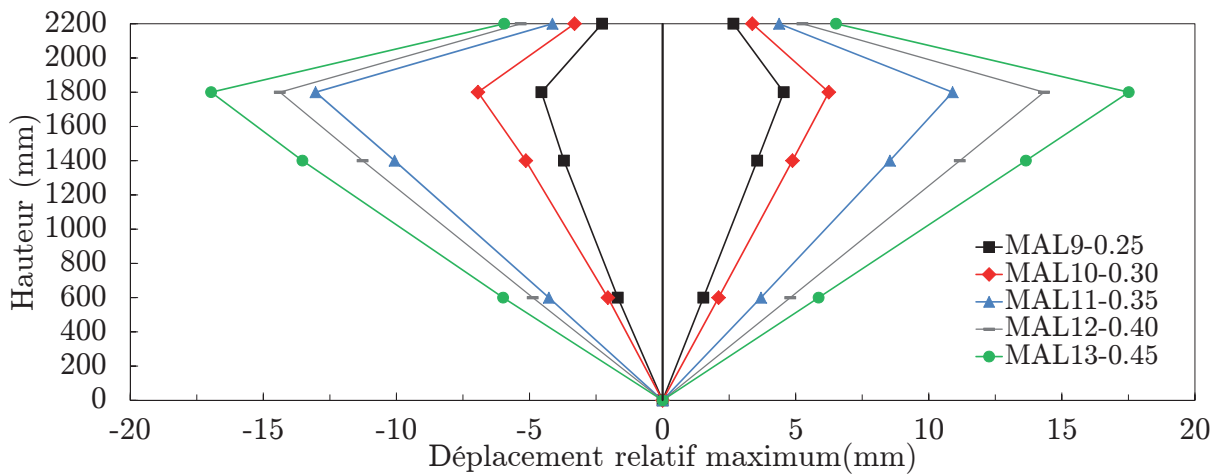 2200
2000
1800
1600
1400
1200
1000
800
600
400
200
0
Hauteur (mm)
-20 -15 -10 -5 0 5 10 15 20
Déplacement relatif maximum(mm)
MAL9-0.25
MAL10-0.30
MAL11-0.35
MAL12-0.40
MAL13-0.45